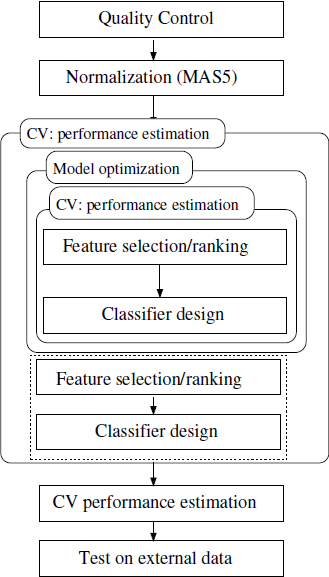 Quality Control
Normalization (MAS5)
CV: performance estimation
Model optimization
CV: performance estimation
Feature selection/ranking
Classifier design
Feature selection/ranking
Classifier design
CV performance estimation
Test on external data